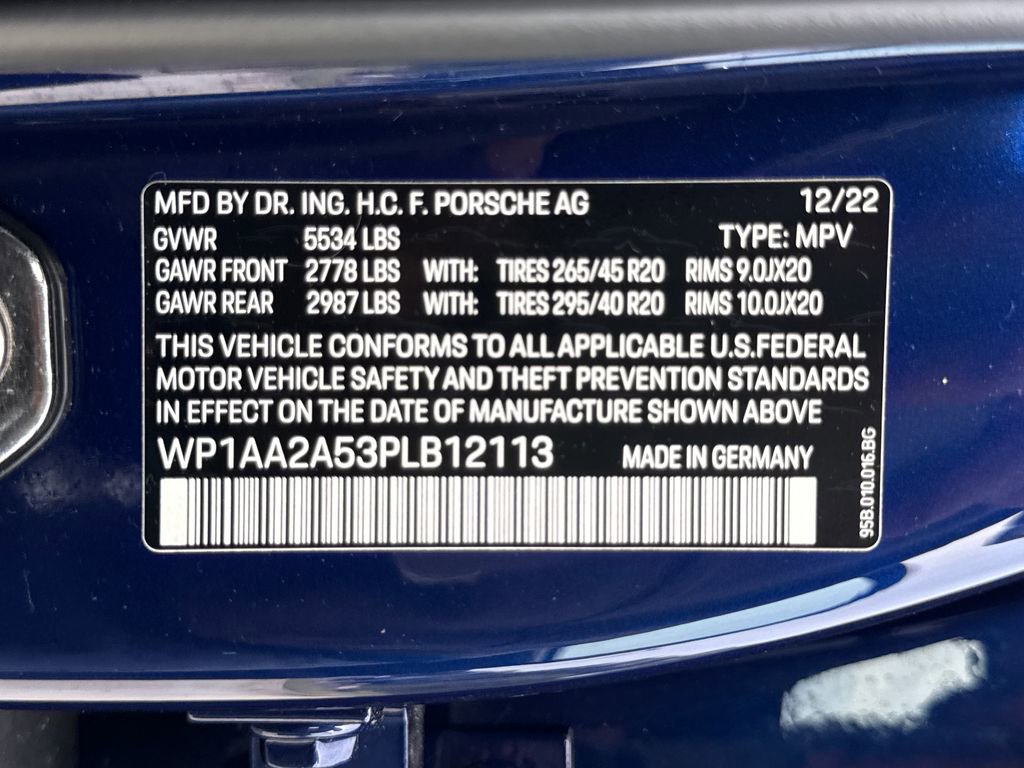 MFD BY DR. ING. H.C. F. PORSCHE AG 12/22
GVWR 5534 LBS TYPE: MPV
GAWR FRONT 2778 LBS WITH: TIRES 265/45 R20 RIMS 9.0JX20
GAWR REAR 2987 LBS WITH: TIRES 295/40 R20 RIMS 10.0JX20
THIS VEHICLE CONFORMS TO ALL APPLICABLE U.S.FEDERAL
MOTOR VEHICLE SAFETY AND THEFT PREVENTION STANDARDS
IN EFFECT ON THE DATE OF MANUFACTURE SHOWN ABOVE
WP1AA2A53PLB12113 MADE IN GERMANY
95B.010.016.BG